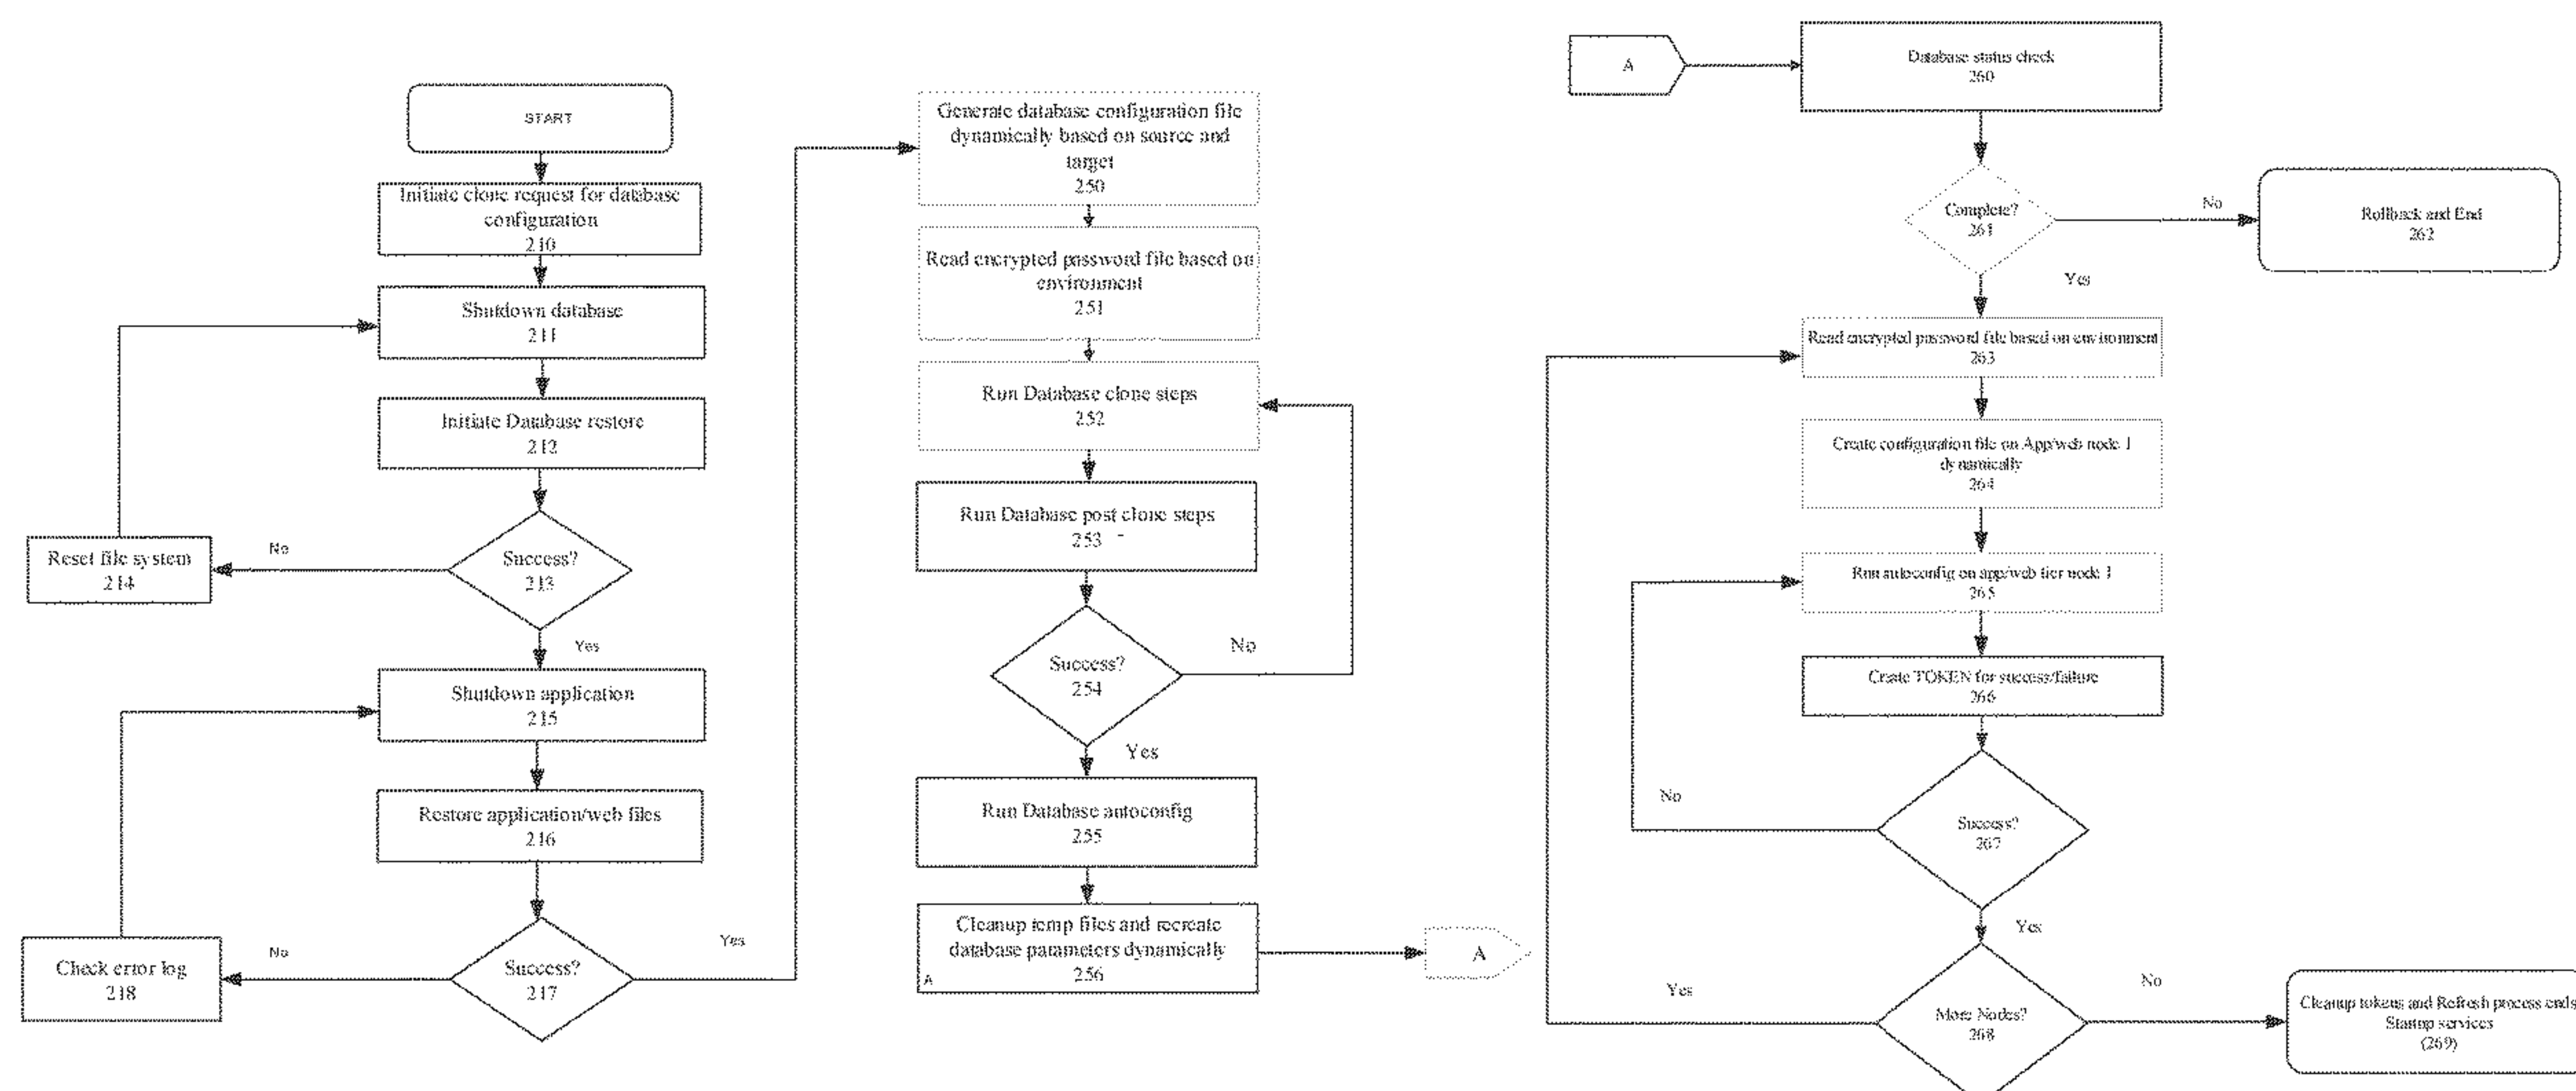 START
Initiate clone request for database
configuration
210
Shutdown database
211
Initiate Database restore
212
Success?
213
No
Reset file system
214
Yes
Shutdown application
215
Restore application/web files
216
Success?
217
No
Check error log
218
Yes
Generate database configuration file
dynamically based on source and
target
250
Read encrypted password file based on
environment
251
Run Database clone steps
252
Run Database post clone steps
253
Success?
254
No
Yes
Run Database autoconfig
255
Cleanup temp files and recreate
database parameters dynamically
256
A
A
A
Database status check
260
Complete?
261
No
Rollback and End
262
Yes
Read encrypted password file based on environment
263
Create configuration file on App/web node 1
dynamically
264
Run autoconfig on app/web tier node 1
265
Create TOKEN for success/failure
266
Success?
267
No
Yes
More Nodes?
268
Yes
No
Cleanup tokens and Refresh process ends
Startup services
(269)